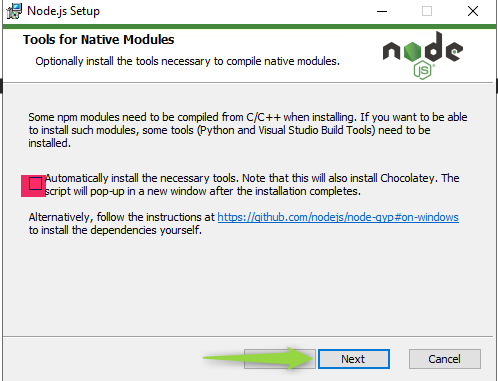 Node.js Setup
Tools for Native Modules
Optionally install the tools necessary to compile native modules.
node
JS
Some npm modules need to be compiled from C/C++ when installing. If you want to be able
to install such modules, some tools (Python and Visual Studio Build Tools) need to be
installed.
Automatically install the necessary tools. Note that this will also install Chocolatey. The
script will pop-up in a new window after the installation completes.
Alternatively, follow the instructions at https://github.com/nodejs/node-gyp#on-windows
to install the dependencies yourself.
Next
Cancel